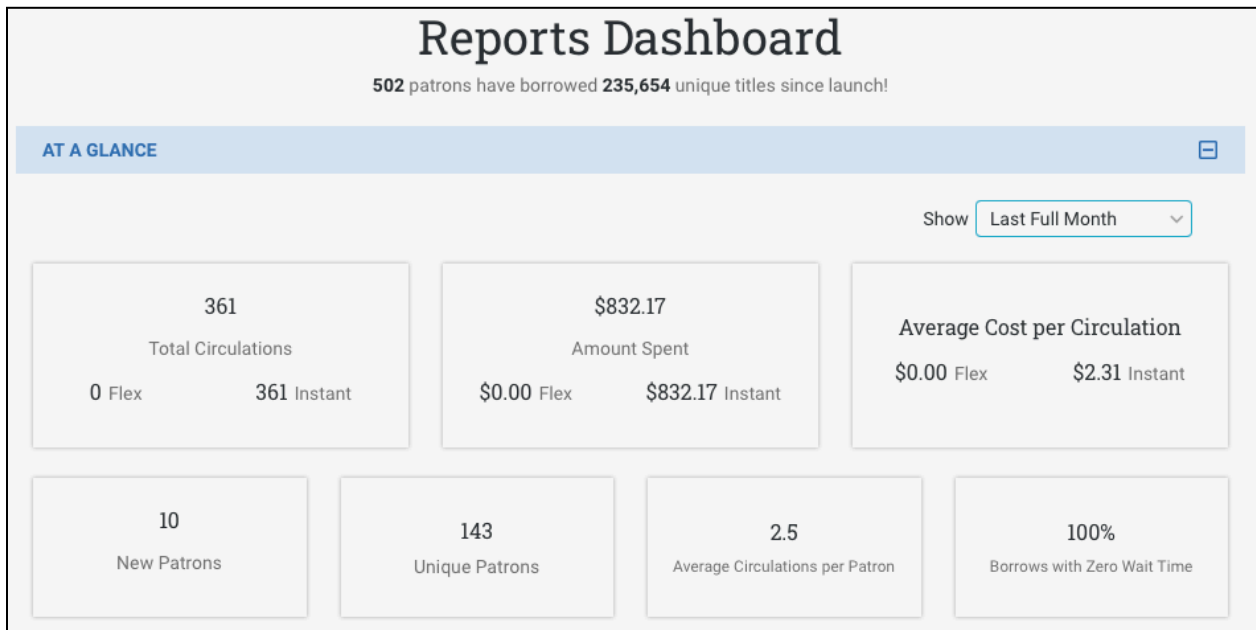 Reports Dashboard
502 patrons have borrowed 235,654 unique titles since launch!
AT A GLANCE
Show Last Full Month
361
Total Circulations
0 Flex 361 Instant
$832.17
Amount Spent
$0.00 Flex $832.17 Instant
Average Cost per Circulation
$0.00 Flex $2.31 Instant
10
New Patrons
143
Unique Patrons
2.5
Average Circulations per Patron
100%
Borrows with Zero Wait Time